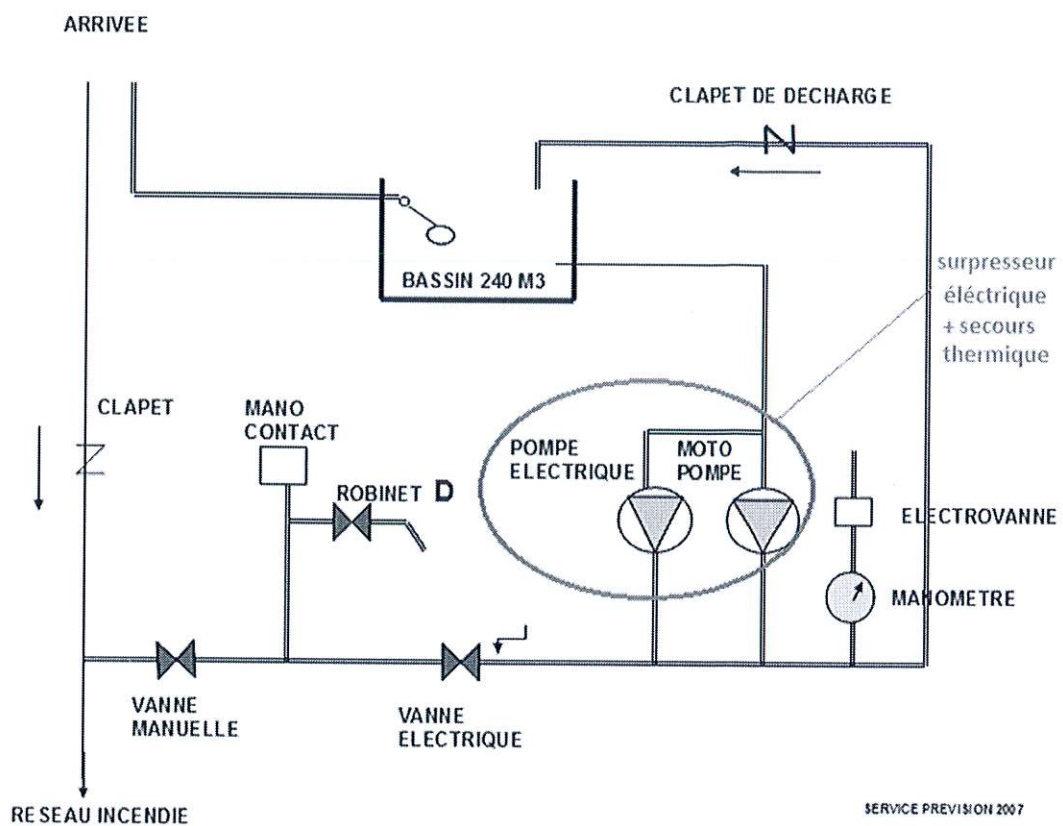 ARRIVEE
CLAPET DE DECHARGE
BASSIN 240 M3
surpresseur
éléctrique
+ secours
thermique
CLAPET
MANO
CONTACT
ROBINET D
POMPE
ELECTRIQUE
MOTO
POMPE
ELECTROVANNE
MANOMETRE
VANNE
MANUELLE
VANNE
ELECTRIQUE
RESEAU INCENDIE
SERVICE PREVISION 2007